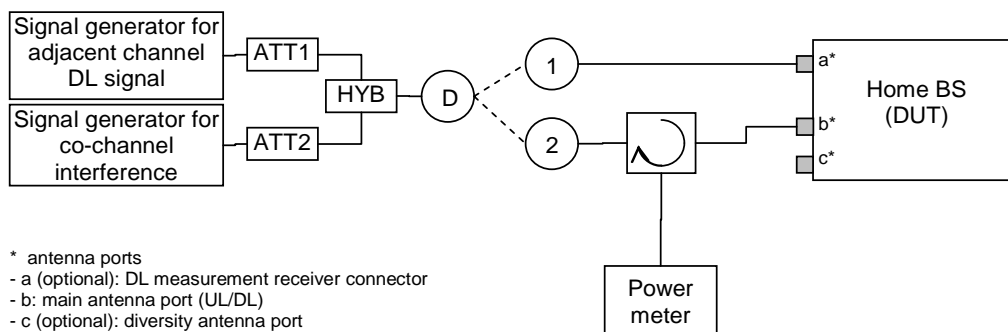 Signal generator for
adjacent channel
DL signal
ATT1
HYB
D
1
2
Signal generator for
co-channel
interference
ATT2
a*
b*
c*
Home BS
(DUT)
Power
meter
* antenna ports
- a (optional): DL measurement receiver connector
- b: main antenna port (UL/DL)
- c (optional): diversity antenna port